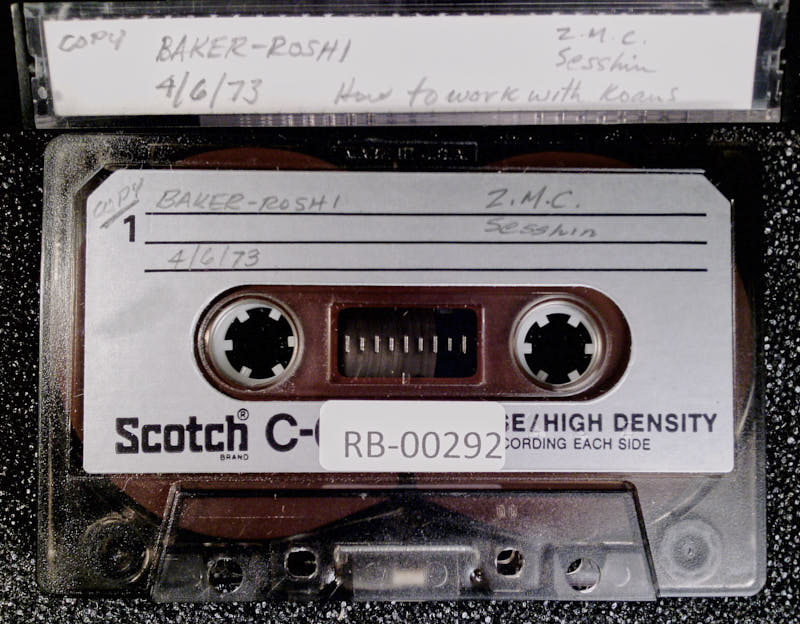 COPY BAKER-ROSHI Z.M.C.
Sesshin
4/6/73 How to work with Koans
COPY BAKER-ROSHI Z.M.C.
1 Sesshin
4/6/73
Scotch® C-
BRAND
/HIGH DENSITY
EACH SIDE
RB-00292